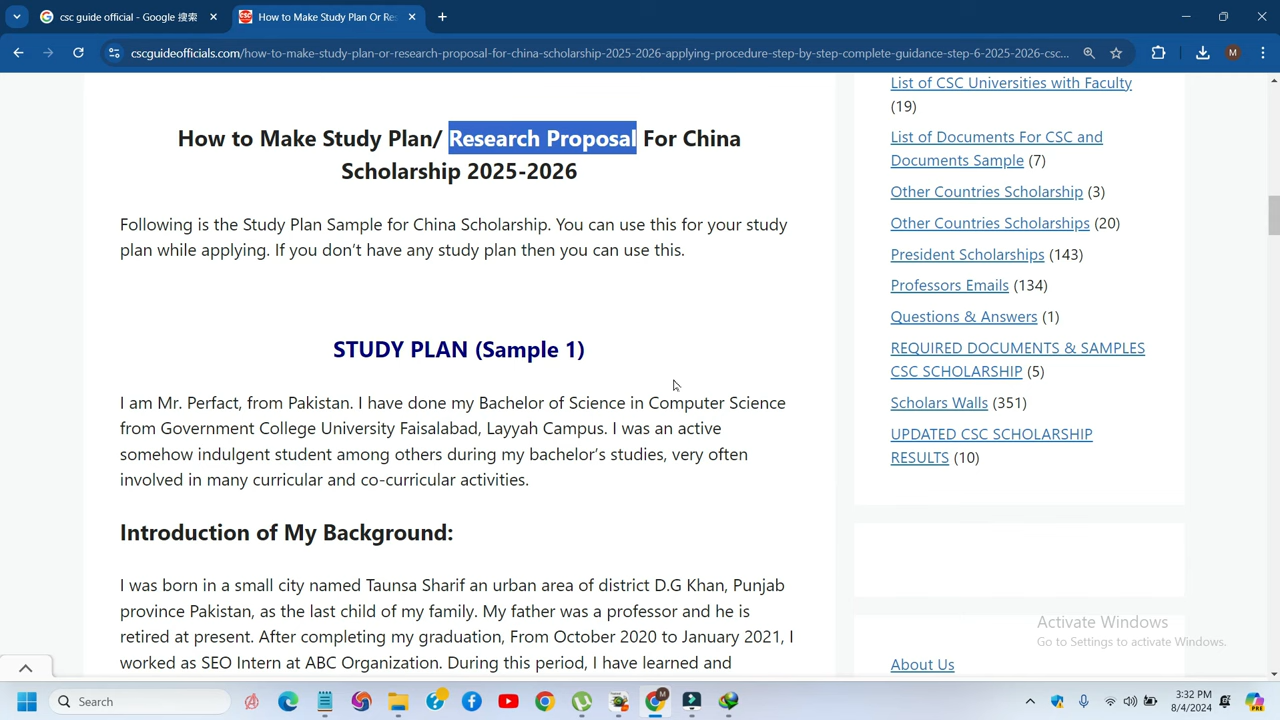 csc guide official - Google 搜索
How to Make Study Plan Or Res
cscguideofficials.com/how-to-make-study-plan-or-research-proposal-for-china-scholarship-2025-2026-applying-procedure-step-by-step-complete-guidance-step-6-2025-2026-csc...
M
How to Make Study Plan/ Research Proposal For China
Scholarship 2025-2026
Following is the Study Plan Sample for China Scholarship. You can use this for your study
plan while applying. If you don’t have any study plan then you can use this.
STUDY PLAN (Sample 1)
I am Mr. Perfact, from Pakistan. I have done my Bachelor of Science in Computer Science
from Government College University Faisalabad, Layyah Campus. I was an active
somehow indulgent student among others during my bachelor’s studies, very often
involved in many curricular and co-curricular activities.
Introduction of My Background:
I was born in a small city named Taunsa Sharif an urban area of district D.G Khan, Punjab
province Pakistan, as the last child of my family. My father was a professor and he is
retired at present. After completing my graduation, From October 2020 to January 2021, I
worked as SEO Intern at ABC Organization. During this period, I have learned and
List of CSC Universities with Faculty
(19)
List of Documents For CSC and
Documents Sample (7)
Other Countries Scholarship (3)
Other Countries Scholarships (20)
President Scholarships (143)
Professors Emails (134)
Questions & Answers (1)
REQUIRED DOCUMENTS & SAMPLES
CSC SCHOLARSHIP (5)
Scholars Walls (351)
UPDATED CSC SCHOLARSHIP
RESULTS (10)
About Us
Activate Windows
Go to Settings to activate Windows.
Search
3:32 PM
8/4/2024